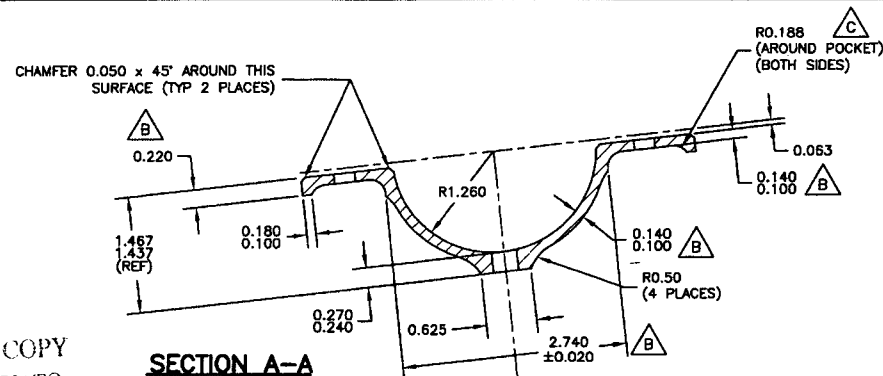 R0.188
(AROUND POCKET)
(BOTH SIDES)
C
CHAMFER 0.050 x 45° AROUND THIS
SURFACE (TYP 2 PLACES)
B
0.220
0.063
0.140
0.100
B
R1.260
0.180
0.100
0.140
0.100
B
1.467
1.437
(REF)
R0.50
(4 PLACES)
0.270
0.240
0.625
2.740
±0.020
B
COPY
SECTION A-A